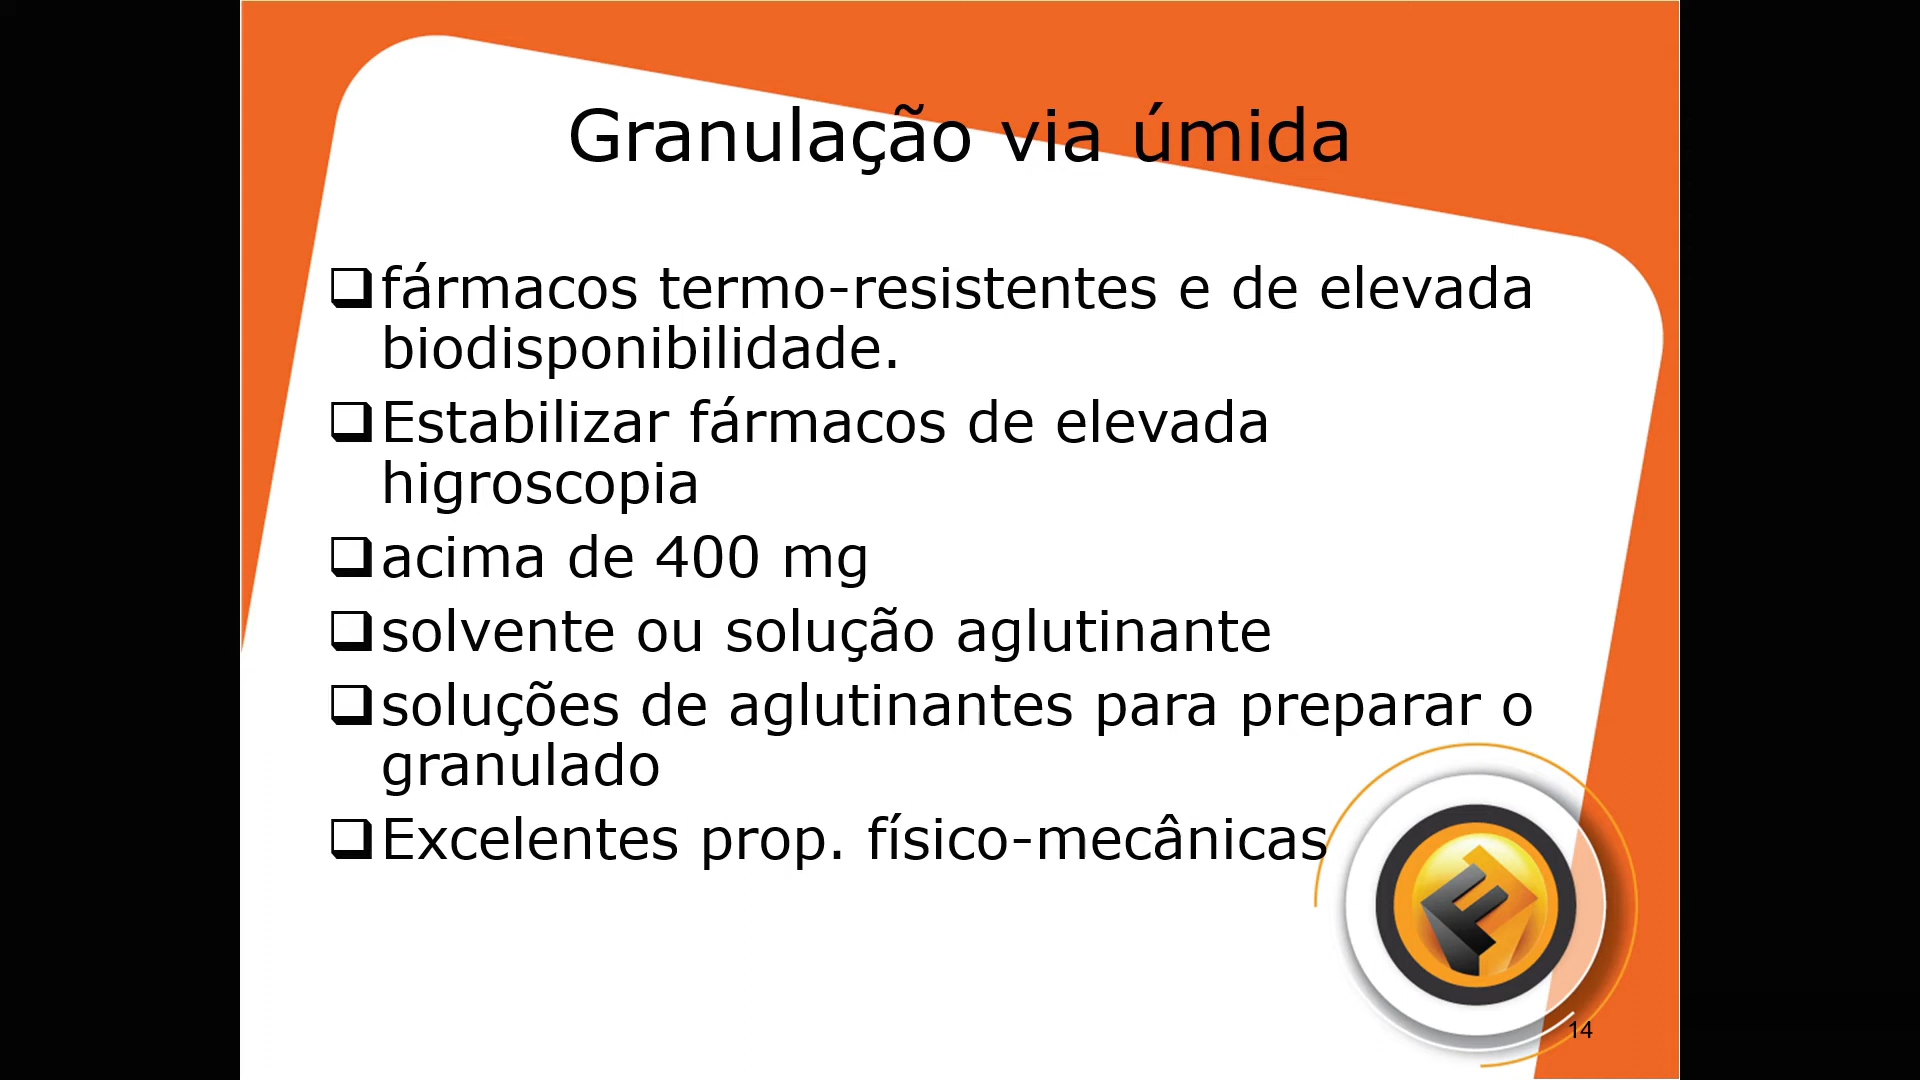 Granulação via úmida
fármacos termo-resistentes e de elevada
biodisponibilidade.
Estabilizar fármacos de elevada
higroscopia
acima de 400 mg
solvente ou solução aglutinante
soluções de aglutinantes para preparar o
granulado
Excelentes prop. físico-mecânicas
14